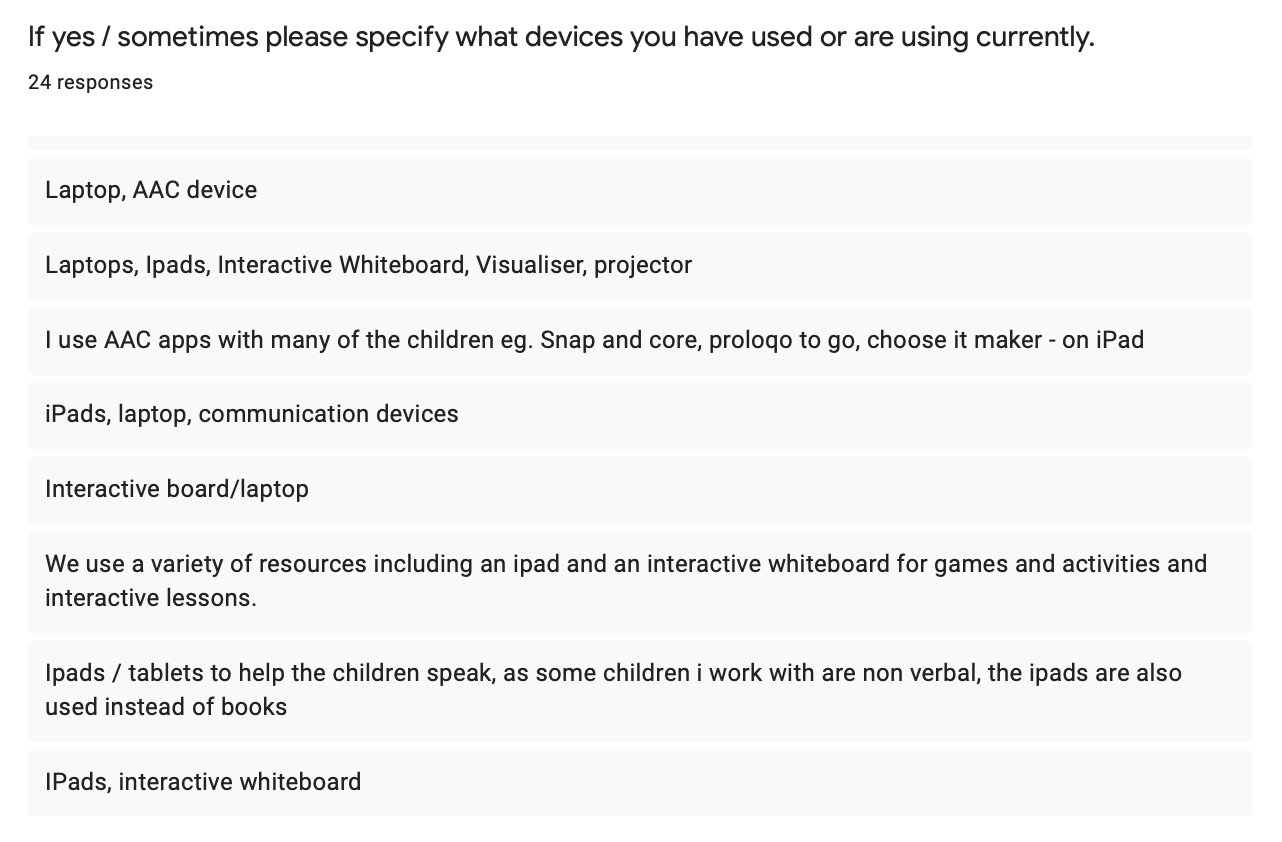 If yes / sometimes please specify what devices you have used or are using currently.
24 responses
Laptop, AAC device
Laptops, Ipads, Interactive Whiteboard, Visualiser, projector
I use AAC apps with many of the children eg. Snap and core, proloqo to go, choose it maker - on iPad
iPads, laptop, communication devices
Interactive board/laptop
We use a variety of resources including an ipad and an interactive whiteboard for games and activities and
interactive lessons.
Ipads / tablets to help the children speak, as some children i work with are non verbal, the ipads are also
used instead of books
IPads, interactive whiteboard